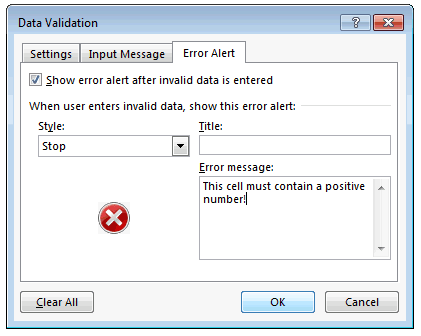 Data Validation
?
Settings Input Message Error Alert
Show error alert after invalid data is entered
When user enters invalid data, show this error alert:
Style: Title:
Stop
Error message:
This cell must contain a positive
number!
Clear All OK Cancel